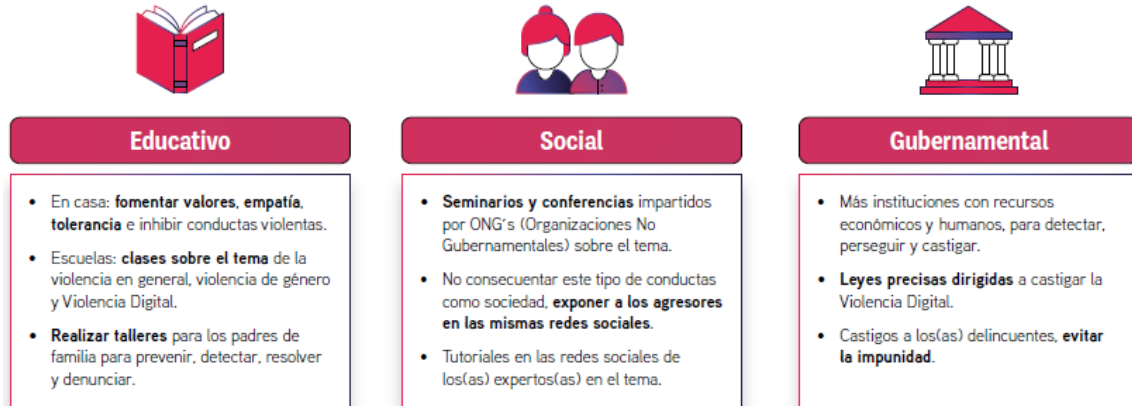 Educativo
• En casa: fomentar valores, empatía,
tolerancia e inhibir conductas violentas.
• Escuelas: clases sobre el tema de la
violencia en general, violencia de género
y Violencia Digital.
• Realizar talleres para los padres de
familia para prevenir, detectar, resolver
y denunciar.
Social
• Seminarios y conferencias impartidos
por ONG´s (Organizaciones No
Gubernamentales) sobre el tema.
• No consecuentar este tipo de conductas
como sociedad, exponer a los agresores
en las mismas redes sociales.
• Tutoriales en las redes sociales de
los(as) expertos(as) en el tema.
Gubernamental
• Más instituciones con recursos
económicos y humanos, para detectar,
perseguir y castigar.
• Leyes precisas dirigidas a castigar la
Violencia Digital.
• Castigos a los(as) delincuentes, evitar
la impunidad.